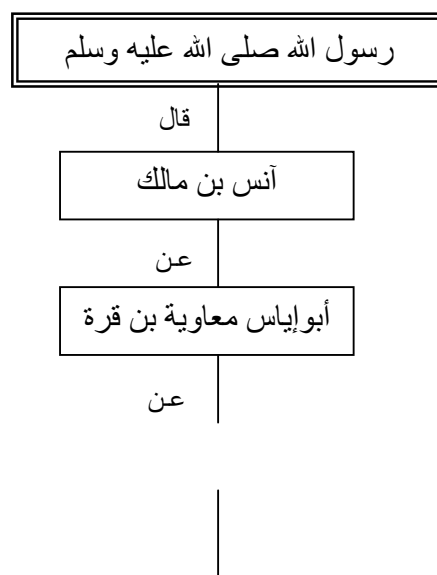 رسول الله صلى الله عليه وسلم
قال
آنس بن مالك
عن
أبوإياس معاوية بن قرة
عن